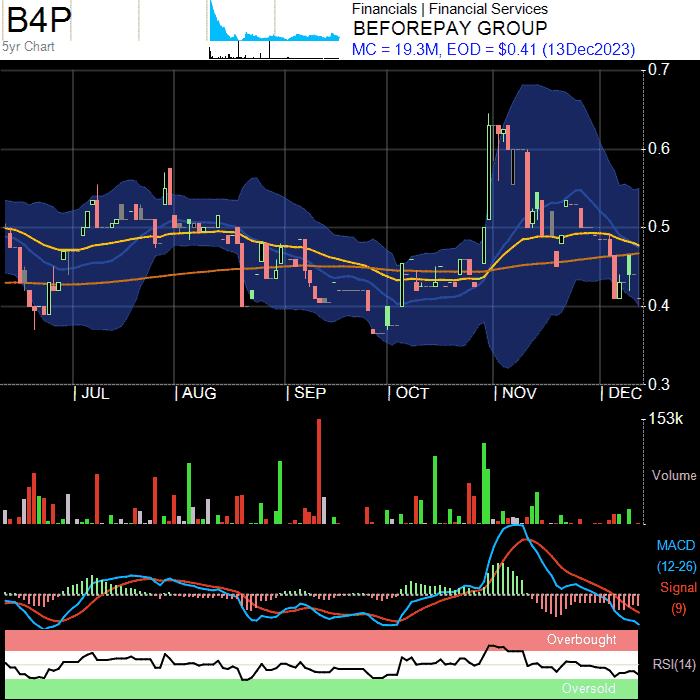 B4P
5yr Chart
Financials | Financial Services
BEFOREPAY GROUP
MC = 19.3M, EOD = $0.41 (13Dec2023)
0.7
0.6
0.5
0.4
0.3
| JUL | AUG | SEP | OCT | NOV | DEC
153k
Volume
MACD
(12-26)
Signal
(9)
Overbought
RSI(14)
Oversold